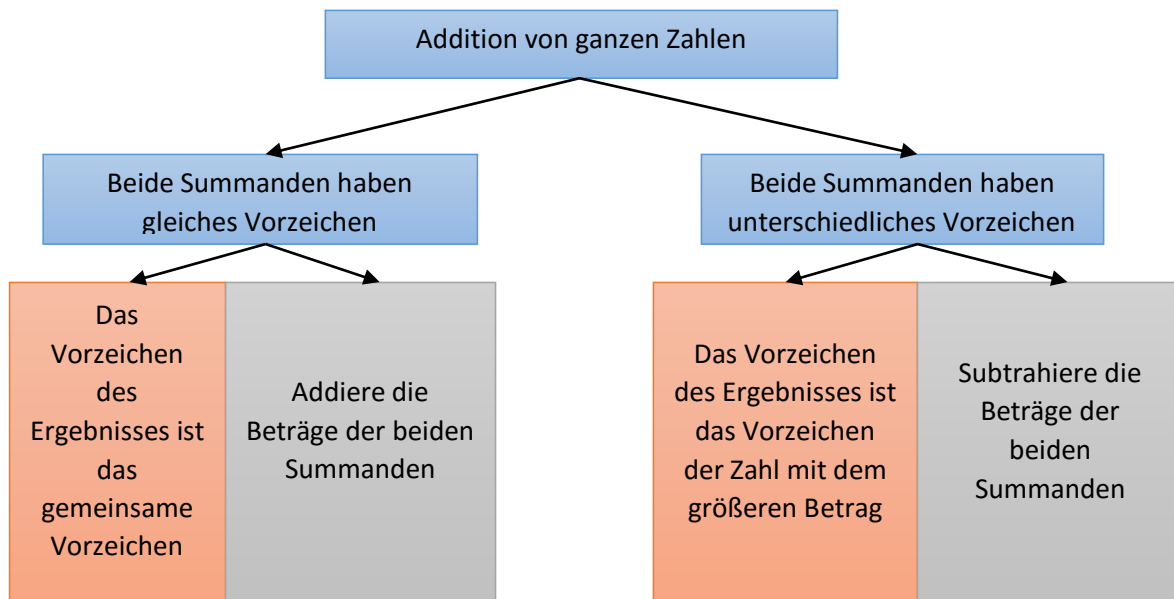 Addition von ganzen Zahlen
Beide Summanden haben
gleiches Vorzeichen
Beide Summanden haben
unterschiedliches Vorzeichen
Das
Vorzeichen
des
Ergebnisses ist
das
gemeinsame
Vorzeichen
Addiere die
Beträge der beiden
Summanden
Das Vorzeichen
des Ergebnisses ist
das Vorzeichen
der Zahl mit dem
größeren Betrag
Subtrahiere die
Beträge der
beiden
Summanden